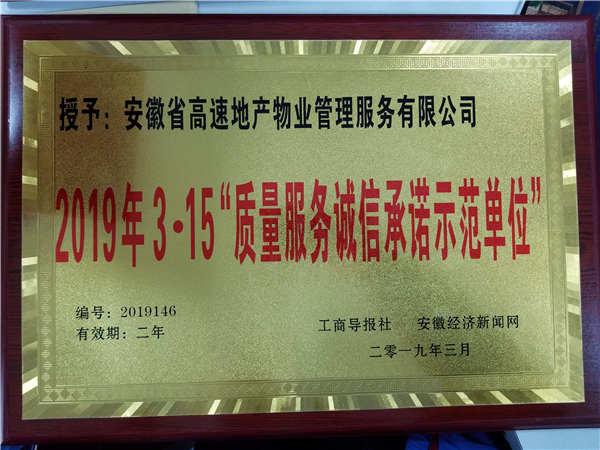 授予：安徽省高速地产物业管理服务有限公司
2019年3·15“质量服务诚信承诺示范单位”
编号：2019146
有效期：二年
工商导报社 安徽经济新闻网
二零一九年三月